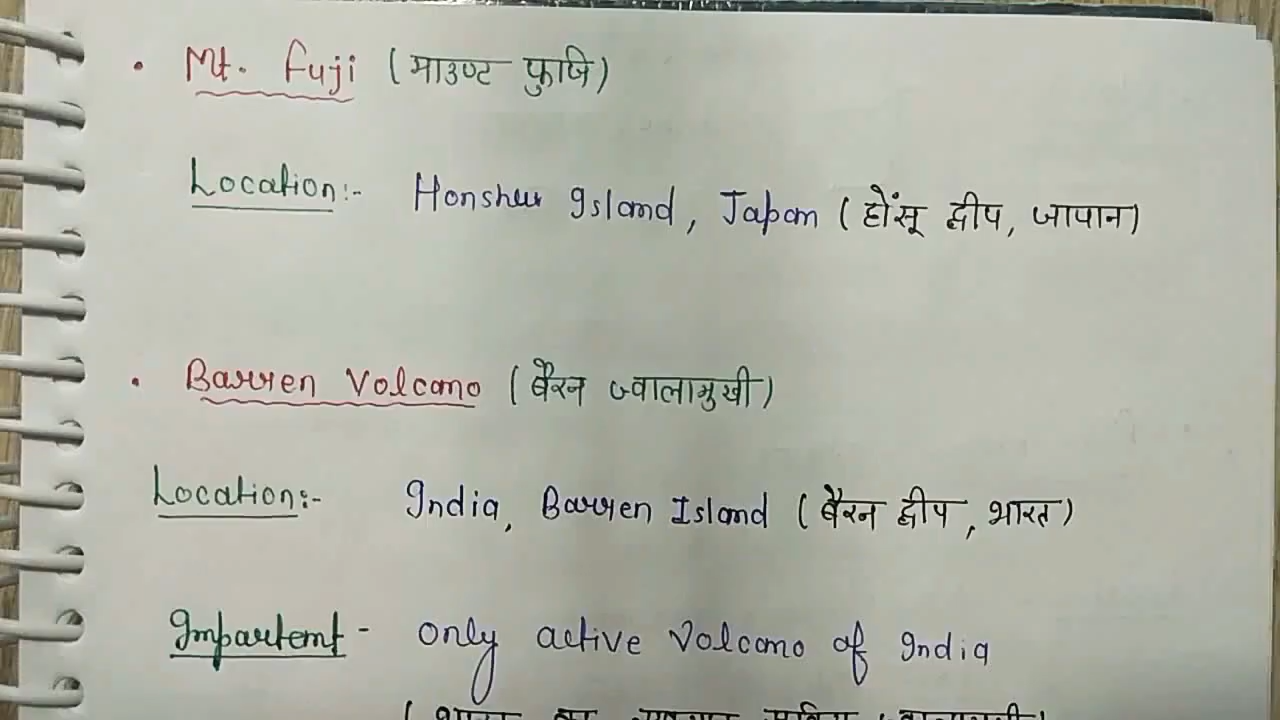 • Mt. Fuji (माउण्ट फुजि)
Location:- Honshu Island, Japan (होंसू द्वीप, जापान)
• Barren Volcano (बैरन ज्वालामुखी)
Location:- India, Barren Island (बैरन द्वीप, भारत)
Impartent - only active Volcano of India